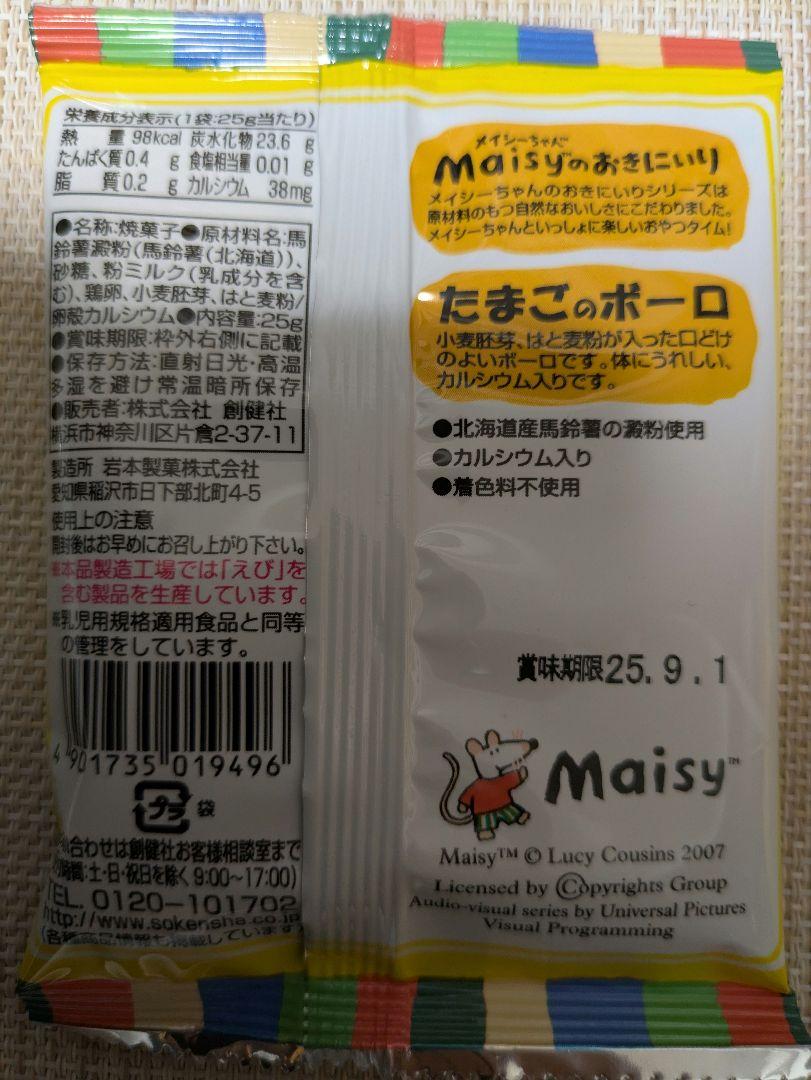 栄養成分表示(1袋:25g当たり)
熱 量 98kcal 炭水化物 23.6 g
たんぱく質 0.4 g 食塩相当量 0.01 g
脂 質 0.2 g カルシウム 38mg
●名称:焼菓子●原材料名:馬
鈴薯澱粉(馬鈴薯(北海道))、
砂糖、粉ミルク(乳成分を含
む)、鶏卵、小麦胚芽、はと麦粉/
卵殻カルシウム●内容量:25g
●賞味期限:枠外右側に記載
●保存方法:直射日光・高温
多湿を避け常温暗所保存
●販売者:株式会社 創健社
横浜市神奈川区片倉2-37-11
製造所 岩本製菓株式会社
愛知県稲沢市日下部北町4-5
使用上の注意
開封後はお早めにお召し上がり下さい。
※本品製造工場では「えび」を
含む製品を生産しています。
※乳児用規格適用食品と同等
の管理をしています。
4 901735 019496
プラ 袋
合わせは創健社お客様相談室まで
時間:土・日・祝日を除く 9:00~17:00)
TEL. 0120-101702
http://www.sokensha.co.jp
(各種商品情報も掲載しています)
メイシーちゃん™
Maisyのおきにいり
メイシーちゃんのおきにいりシリーズは
原材料のもつ自然なおいしさにこだわりました。
メイシーちゃんといっしょに楽しいおやつタイム!
たまごのボーロ
小麦胚芽、はと麦粉が入った口どけ
のよいボーロです。体にうれしい、
カルシウム入りです。
●北海道産馬鈴薯の澱粉使用
●カルシウム入り
●着色料不使用
賞味期限25.9.1
Maisy™
Maisy™ © Lucy Cousins 2007
Licensed by ©opyrights Group
Audio-visual series by Universal Pictures
Visual Programming